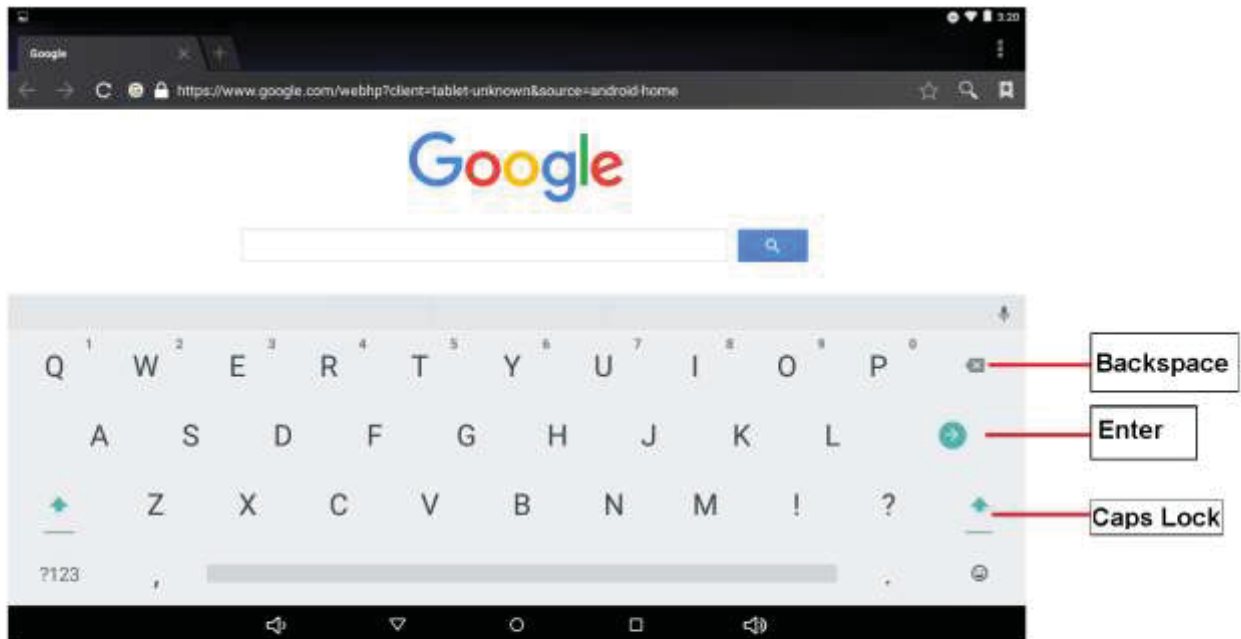 3:20
Google
https://www.google.com/webhp?client=tablet-unknown&source=android-home
Google
1 2 3 4 5 6 7 8 9 0
Q W E R T Y U I O P
Backspace
A S D F G H J K L
Enter
Z X C V B N M ! ?
Caps Lock
?123 , .